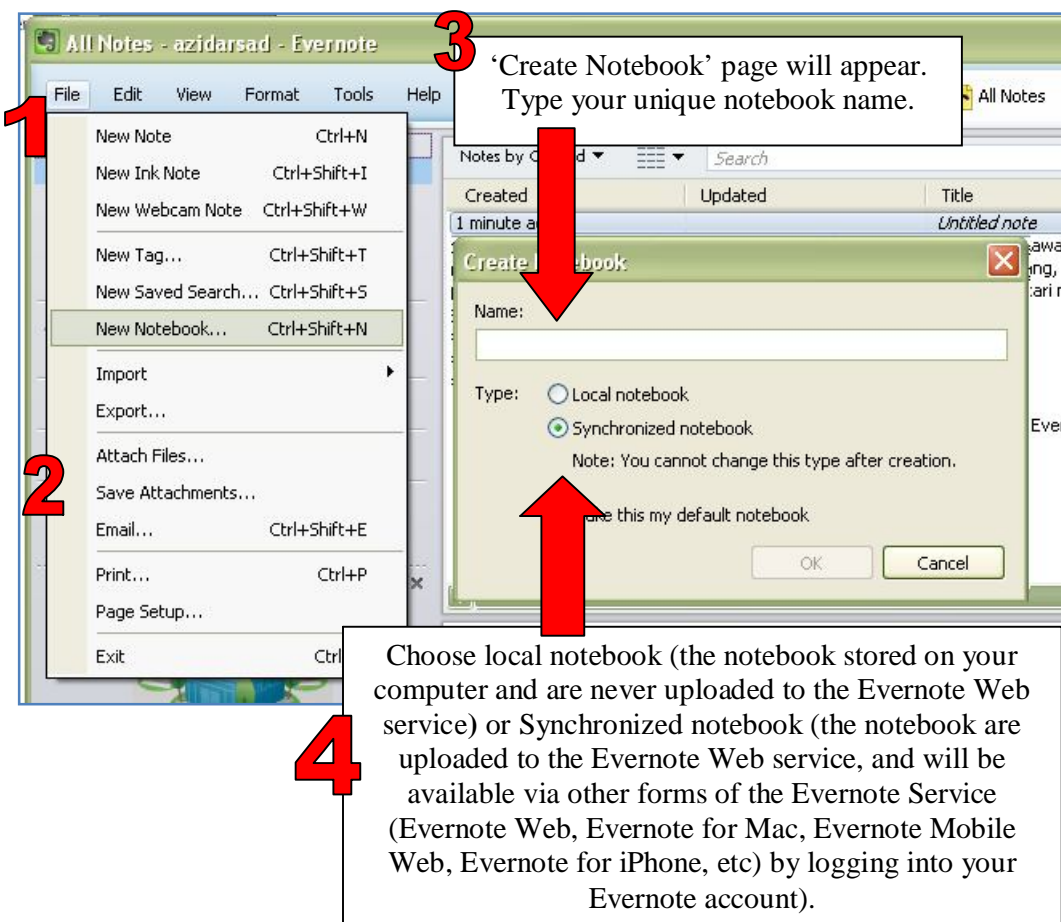 All Notes - azidarsad - Evernote
3
'Create Notebook' page will appear.
Type your unique notebook name.
File Edit View Format Tools Help
All Notes
1
New Note Ctrl+N
New Ink Note Ctrl+Shift+I
New Webcam Note Ctrl+Shift+W
New Tag... Ctrl+Shift+T
New Saved Search... Ctrl+Shift+S
New Notebook... Ctrl+Shift+N
Import
Export...
2
Attach Files...
Save Attachments...
Email... Ctrl+Shift+E
Print... Ctrl+P
Page Setup...
Exit
Notes by
Search
Created Updated Title
1 minute
Untitled note
Create
Name:
Type: Local notebook
Synchronized notebook
Note: You cannot change this type after creation.
this my default notebook
OK Cancel
4
Choose local notebook (the notebook stored on your
computer and are never uploaded to the Evernote Web
service) or Synchronized notebook (the notebook are
uploaded to the Evernote Web service, and will be
available via other forms of the Evernote Service
(Evernote Web, Evernote for Mac, Evernote Mobile
Web, Evernote for iPhone, etc) by logging into your
Evernote account).